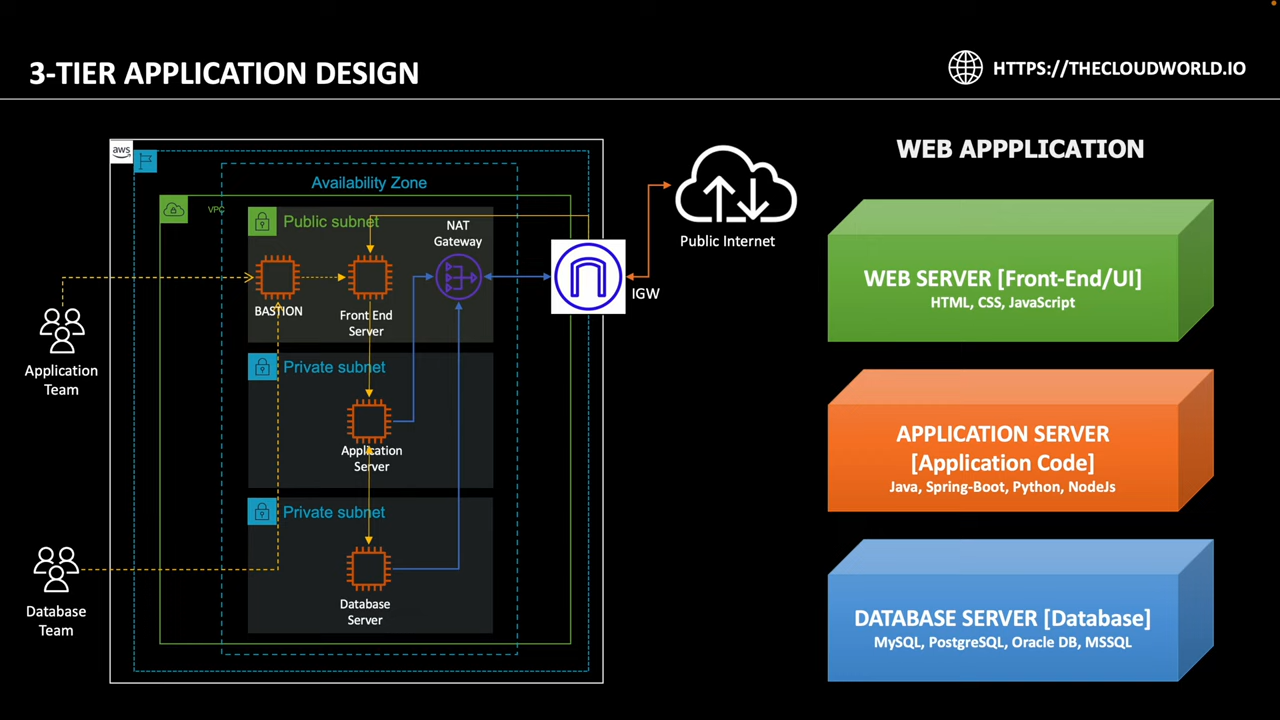 3-TIER APPLICATION DESIGN
HTTPS://THECLOUDWORLD.IO
aws
Availability Zone
VPC
Public subnet
NAT
Gateway
BASTION
Front End
Server
IGW
Public Internet
Application
Team
Private subnet
Application
Server
Private subnet
Database
Server
Database
Team
WEB APPPLICATION
WEB SERVER [Front-End/UI]
HTML, CSS, JavaScript
APPLICATION SERVER
[Application Code]
Java, Spring-Boot, Python, NodeJs
DATABASE SERVER [Database]
MySQL, PostgreSQL, Oracle DB, MSSQL